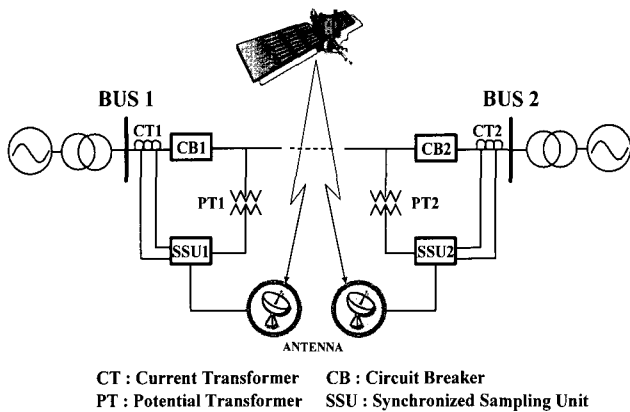 BUS 1
BUS 2
CT1
CT2
CB1
CB2
PT1
PT2
SSU1
SSU2
ANTENNA
CT : Current Transformer CB : Circuit Breaker
PT : Potential Transformer SSU : Synchronized Sampling Unit